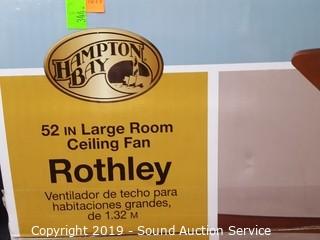 344
HAMPTON
BAY
52 IN Large Room
Ceiling Fan
Rothley
Ventilador de techo para
habitaciones grandes,
de 1.32 M
Copyright 2019 - Sound Auction Service